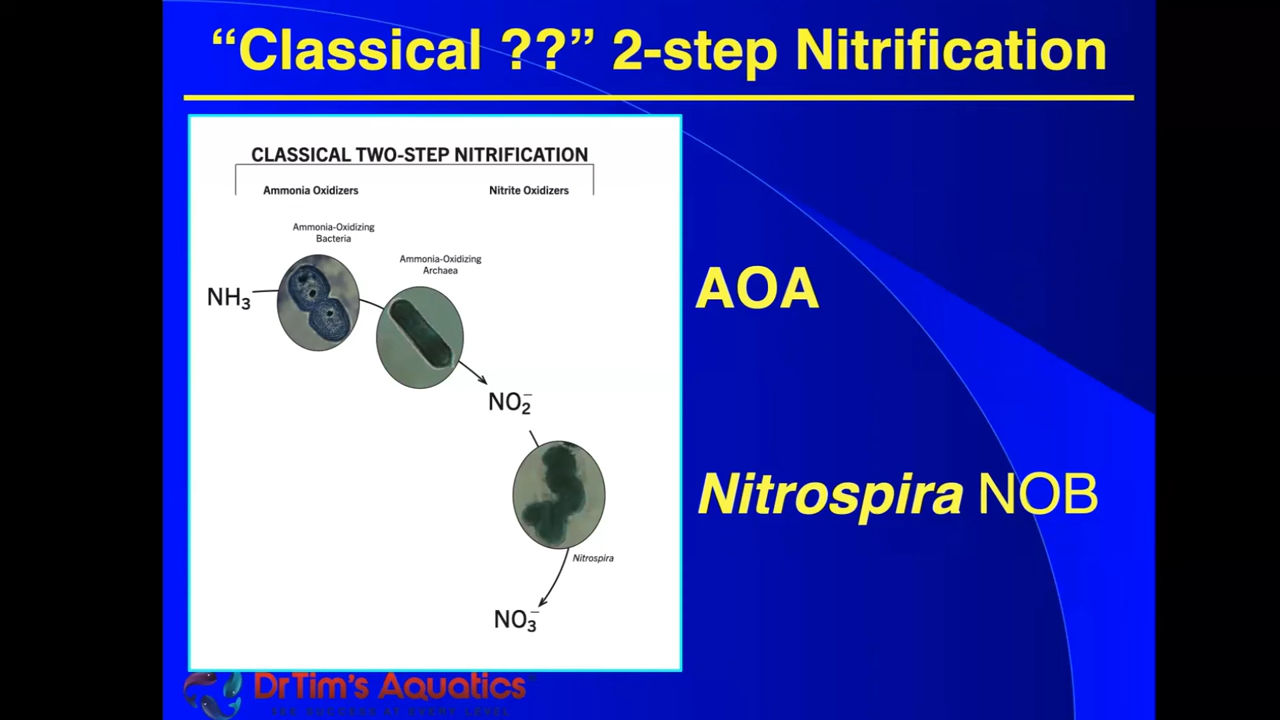 “Classical ??” 2-step Nitrification
CLASSICAL TWO-STEP NITRIFICATION
Ammonia Oxidizers
Nitrite Oxidizers
Ammonia-Oxidizing
Bacteria
Ammonia-Oxidizing
Archaea
NH₃
NO₂⁻
Nitrospira
NO₃⁻
AOA
Nitrospira NOB
DrTim's Aquatics